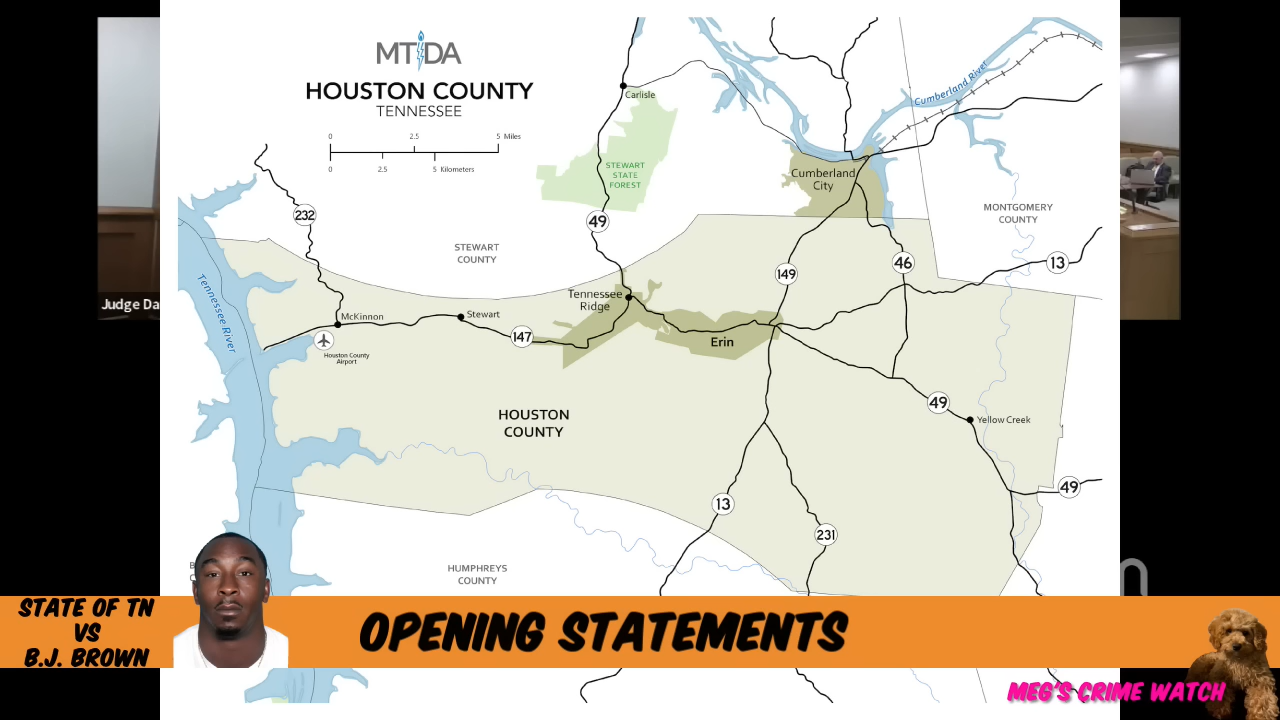 MTIDA
HOUSTON COUNTY
TENNESSEE
0 2.5 5 Miles
0 2.5 5 Kilometers
Carlisle
STEWART
STATE
FOREST
Cumberland River
Cumberland
City
MONTGOMERY
COUNTY
232
49
STEWART
COUNTY
149
46
13
Tennessee River
Tennessee
Ridge
McKinnon
Stewart
147
Erin
Houston County
Airport
HOUSTON
COUNTY
49
Yellow Creek
49
13
231
HUMPHREYS
COUNTY
Judge Da
STATE OF TN
VS
B.J. BROWN
OPENING STATEMENTS
MEG'S CRIME WATCH